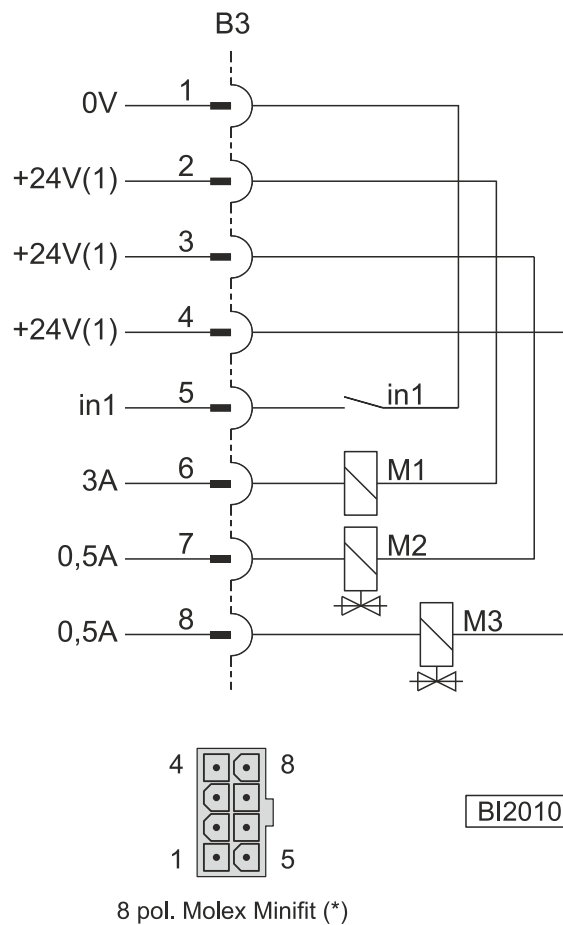 B3
0V 1
+24V(1) 2
+24V(1) 3
+24V(1) 4
in1 5 in1
3A 6 M1
0,5A 7 M2
0,5A 8 M3
4 8
BI2010
1 5
8 pol. Molex Minifit (*)